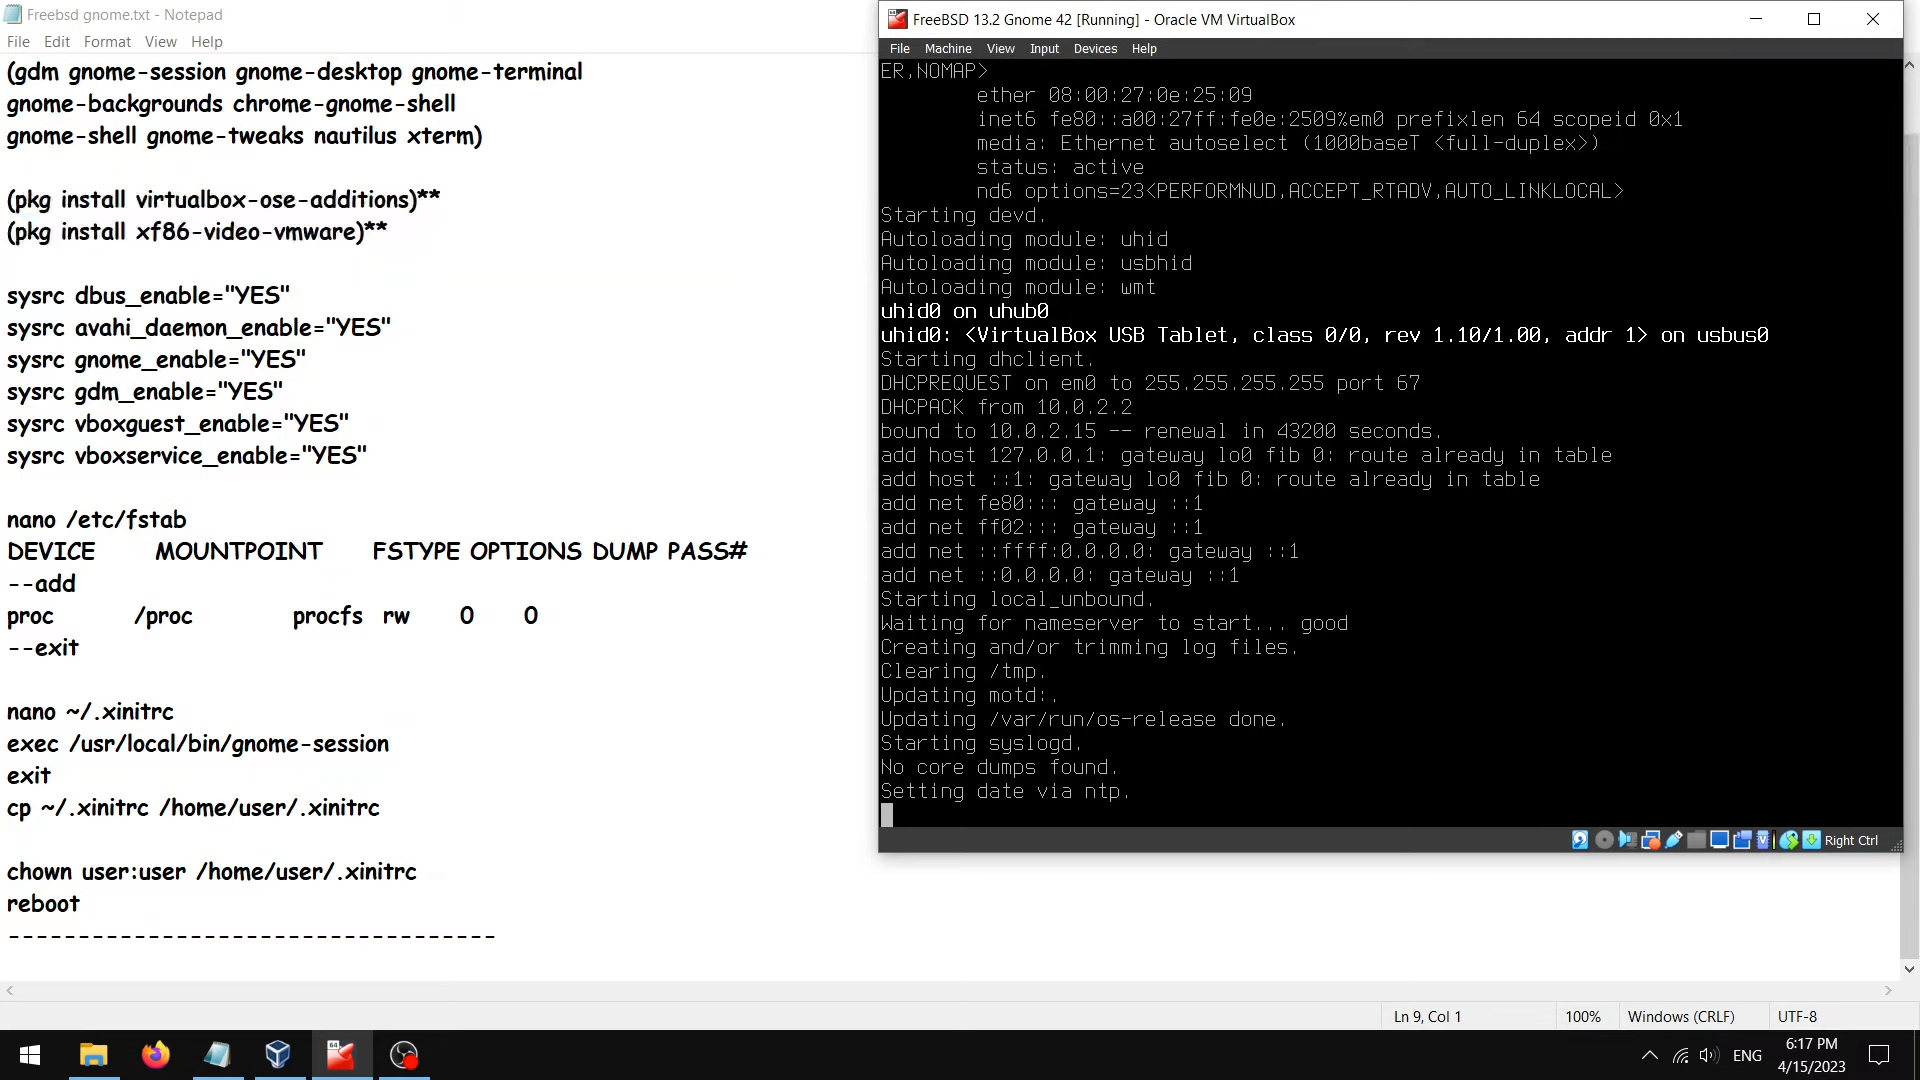 Freebsd gnome.txt - Notepad
File Edit Format View Help
(gdm gnome-session gnome-desktop gnome-terminal
gnome-backgrounds chrome-gnome-shell
gnome-shell gnome-tweaks nautilus xterm)
(pkg install virtualbox-ose-additions)**
(pkg install xf86-video-vmware)**
sysrc dbus_enable="YES"
sysrc avahi_daemon_enable="YES"
sysrc gnome_enable="YES"
sysrc gdm_enable="YES"
sysrc vboxguest_enable="YES"
sysrc vboxservice_enable="YES"
nano /etc/fstab
DEVICE MOUNTPOINT FSTYPE OPTIONS DUMP PASS#
--add
proc /proc procfs rw 0 0
--exit
nano ~/.xinitrc
exec /usr/local/bin/gnome-session
exit
cp ~/.xinitrc /home/user/.xinitrc
chown user:user /home/user/.xinitrc
reboot
-----------------------------------
Ln 9, Col 1 100% Windows (CRLF) UTF-8
FreeBSD 13.2 Gnome 42 [Running] - Oracle VM VirtualBox
File Machine View Input Devices Help
ER,NOMAP>
ether 08:00:27:0e:25:09
inet6 fe80::a00:27ff:fe0e:2509%em0 prefixlen 64 scopeid 0x1
media: Ethernet autoselect (1000baseT <full-duplex>)
status: active
nd6 options=23<PERFORMNUD,ACCEPT_RTADV,AUTO_LINKLOCAL>
Starting devd.
Autoloading module: uhid
Autoloading module: usbhid
Autoloading module: wmt
uhid0 on uhub0
uhid0: <VirtualBox USB Tablet, class 0/0, rev 1.10/1.00, addr 1> on usbus0
Starting dhclient.
DHCPREQUEST on em0 to 255.255.255.255 port 67
DHCPACK from 10.0.2.2
bound to 10.0.2.15 -- renewal in 43200 seconds.
add host 127.0.0.1: gateway lo0 fib 0: route already in table
add host ::1: gateway lo0 fib 0: route already in table
add net fe80::: gateway ::1
add net ff02::: gateway ::1
add net ::ffff:0.0.0.0: gateway ::1
add net ::0.0.0.0: gateway ::1
Starting local_unbound.
Waiting for nameserver to start... good
Creating and/or trimming log files.
Clearing /tmp.
Updating motd:.
Updating /var/run/os-release done.
Starting syslogd.
No core dumps found.
Setting date via ntp.
Right Ctrl
64
ENG
6:17 PM
4/15/2023